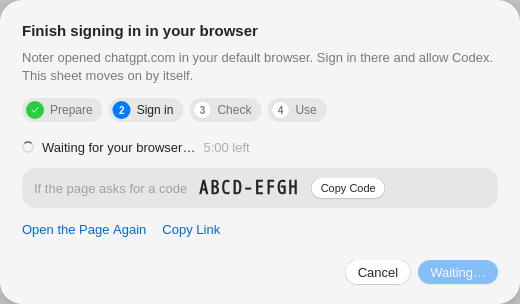 Finish signing in in your browser
Noter opened chatgpt.com in your default browser. Sign in there and allow Codex.
This sheet moves on by itself.
Prepare 2 Sign in 3 Check 4 Use
Waiting for your browser… 5:00 left
If the page asks for a code ABCD-EFGH Copy Code
Open the Page Again Copy Link
Cancel Waiting…